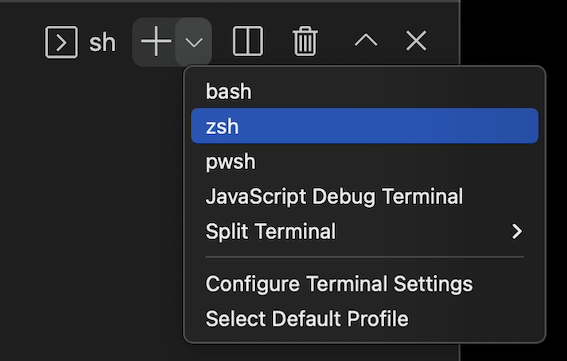 sh
bash
zsh
pwsh
JavaScript Debug Terminal
Split Terminal
Configure Terminal Settings
Select Default Profile